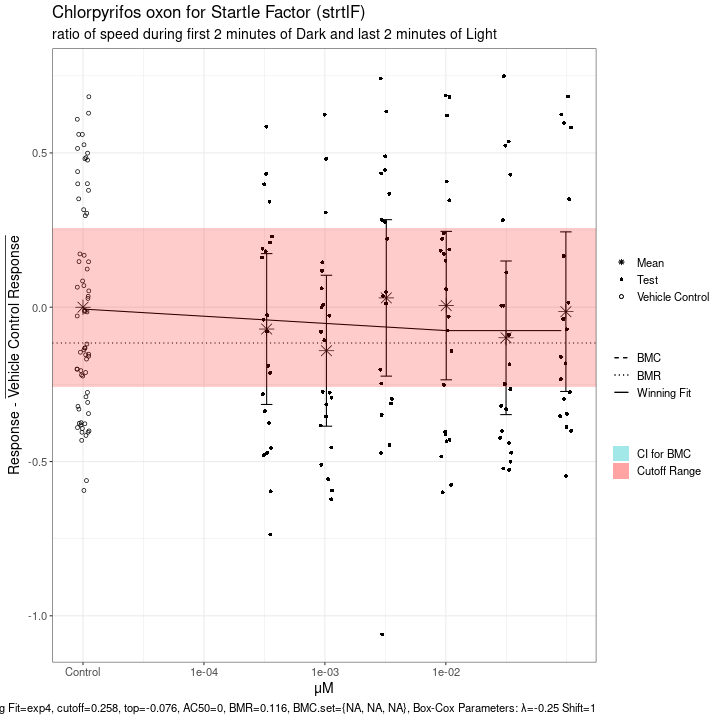 Chlorpyrifos oxon for Startle Factor (strtlF)
ratio of speed during first 2 minutes of Dark and last 2 minutes of Light
Response - Vehicle Control Response
0.5
0.0
-0.5
-1.0
Control
1e-04
1e-03
1e-02
µM
Mean
Test
Vehicle Control
BMC
BMR
Winning Fit
CI for BMC
Cutoff Range
g Fit=exp4, cutoff=0.258, top=-0.076, AC50=0, BMR=0.116, BMC.set={NA, NA, NA}, Box-Cox Parameters: λ=-0.25 Shift=1